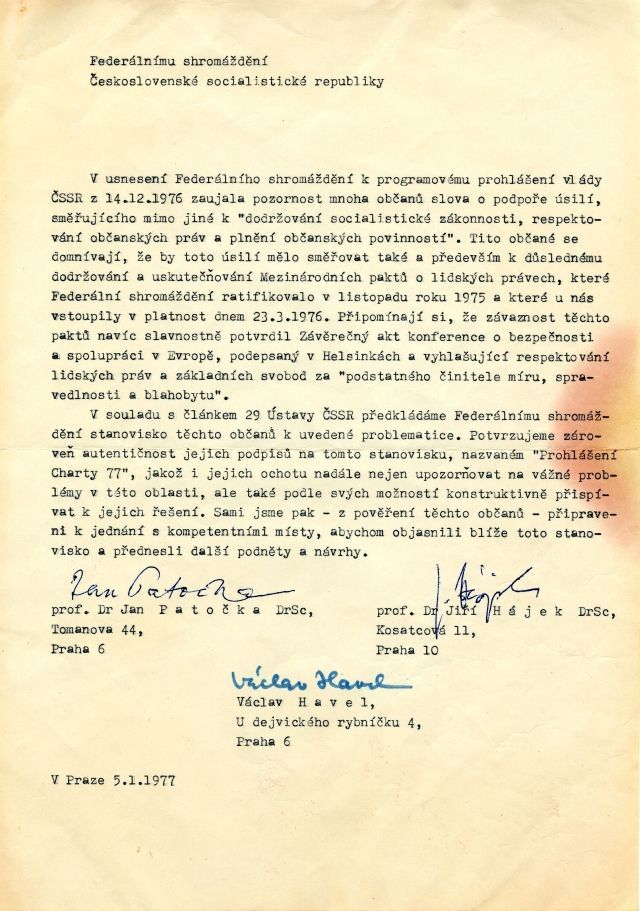 Federálnímu shromáždění
Československé socialistické republiky
V usnesení Federálního shromáždění k programovému prohlášení vlády
ČSSR z 14.12.1976 zaujala pozornost mnoha občanů slova o podpoře úsilí,
směřujícího mimo jiné k "dodržování socialistické zákonnosti, respekto-
vání občanských práv a plnění občanských povinností". Tito občané se
domnívají, že by toto úsilí mělo směřovat také a především k důslednému
dodržování a uskutečňování Mezinárodních paktů o lidských právech, které
Federální shromáždění ratifikovalo v listopadu roku 1975 a které u nás
vstoupily v platnost dnem 23.3.1976. Připomínají si, že závaznost těchto
paktů navíc slavnostně potvrdil Závěrečný akt konference o bezpečnosti
a spolupráci v Evropě, podepsaný v Helsinkách a vyhlašující respektování
lidských práv a základních svobod za "podstatného činitele míru, spra-
vedlnosti a blahobytu".
V souladu s článkem 29 Ústavy ČSSR předkládáme Federálnímu shromáž-
dění stanovisko těchto občanů k uvedené problematice. Potvrzujeme záro-
veň autentičnost jejich podpisů na tomto stanovisku, nazvaném "Prohlášení
Charty 77", jakož i jejich ochotu nadále nejen upozorňovat na vážné prob-
lémy v této oblasti, ale také podle svých možností konstruktivně přispí-
vat k jejich řešení. Sami jsme pak - z pověření těchto občanů - připrave-
ni k jednání s kompetentními místy, abychom objasnili blíže toto stano-
visko a přednesli další podněty a návrhy.
Jan Patočka
prof. Dr Jan P a t o č k a DrSc,
Tomanova 44,
Praha 6
J. Hájek
prof. Dr Jiří H á j e k DrSc,
Kosatcová 11,
Praha 10
Václav Havel
Václav H a v e l,
U dejvického rybníčku 4,
Praha 6
V Praze 5.1.1977